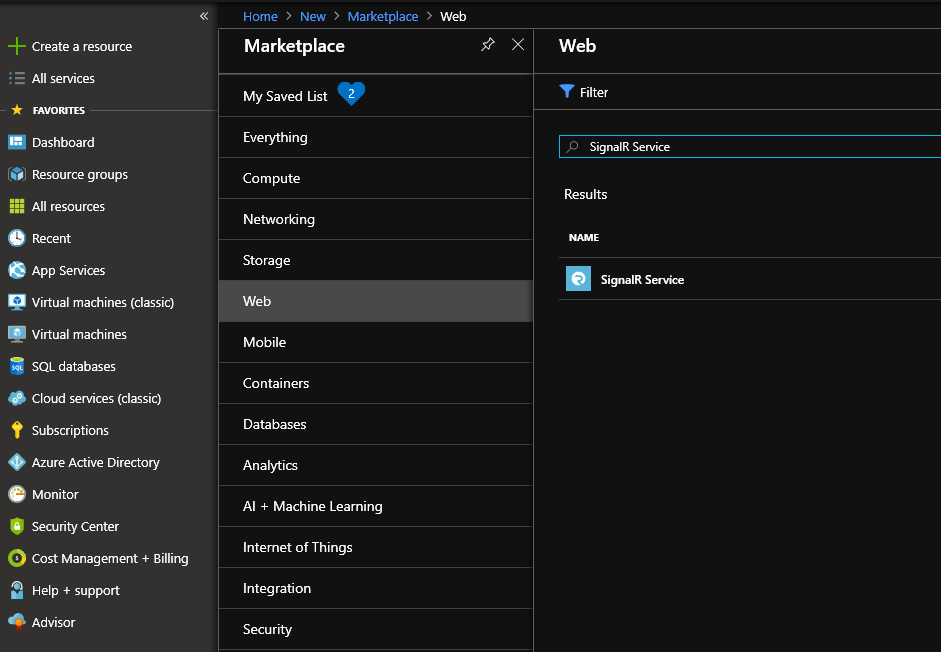 «
Create a resource
All services
FAVORITES
Dashboard
Resource groups
All resources
Recent
App Services
Virtual machines (classic)
Virtual machines
SQL databases
Cloud services (classic)
Subscriptions
Azure Active Directory
Monitor
Security Center
Cost Management + Billing
Help + support
Advisor
Home > New > Marketplace > Web
Marketplace
My Saved List 2
Everything
Compute
Networking
Storage
Web
Mobile
Containers
Databases
Analytics
AI + Machine Learning
Internet of Things
Integration
Security
Web
Filter
SignalR Service
Results
NAME
SignalR Service